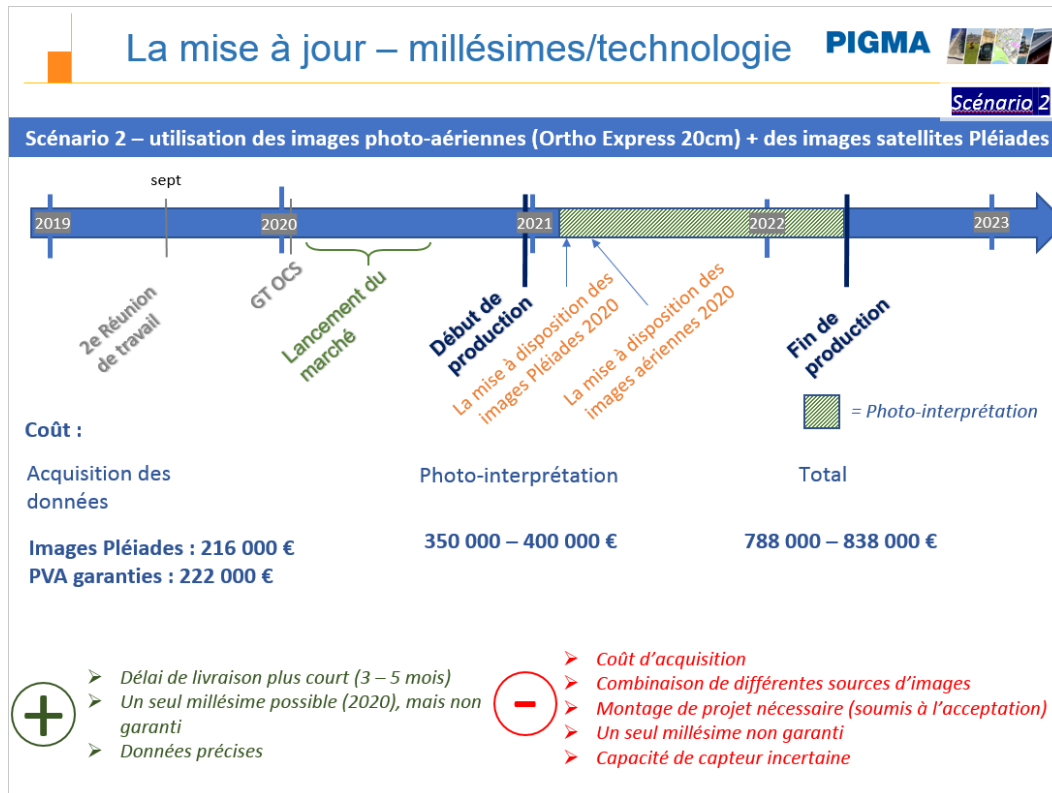 La mise à jour – millésimes/technologie
PIGMA
Scénario 2
Scénario 2 – utilisation des images photo-aériennes (Ortho Express 20cm) + des images satellites Pléiades
sept
2019
2020
2021
2022
2023
2e Réunion
de travail
GT OCS
Lancement du
marché
Début de
production
La mise à disposition des
images Pléiades 2020
La mise à disposition des
images aériennes 2020
Fin de
production
= Photo-interprétation
Coût :
Acquisition des
données
Photo-interprétation
Total
Images Pléiades : 216 000 €
PVA garanties : 222 000 €
350 000 – 400 000 €
788 000 – 838 000 €
+
➢ Délai de livraison plus court (3 – 5 mois)
➢ Un seul millésime possible (2020), mais non
garanti
➢ Données précises
-
➢ Coût d'acquisition
➢ Combinaison de différentes sources d'images
➢ Montage de projet nécessaire (soumis à l'acceptation)
➢ Un seul millésime non garanti
➢ Capacité de capteur incertaine